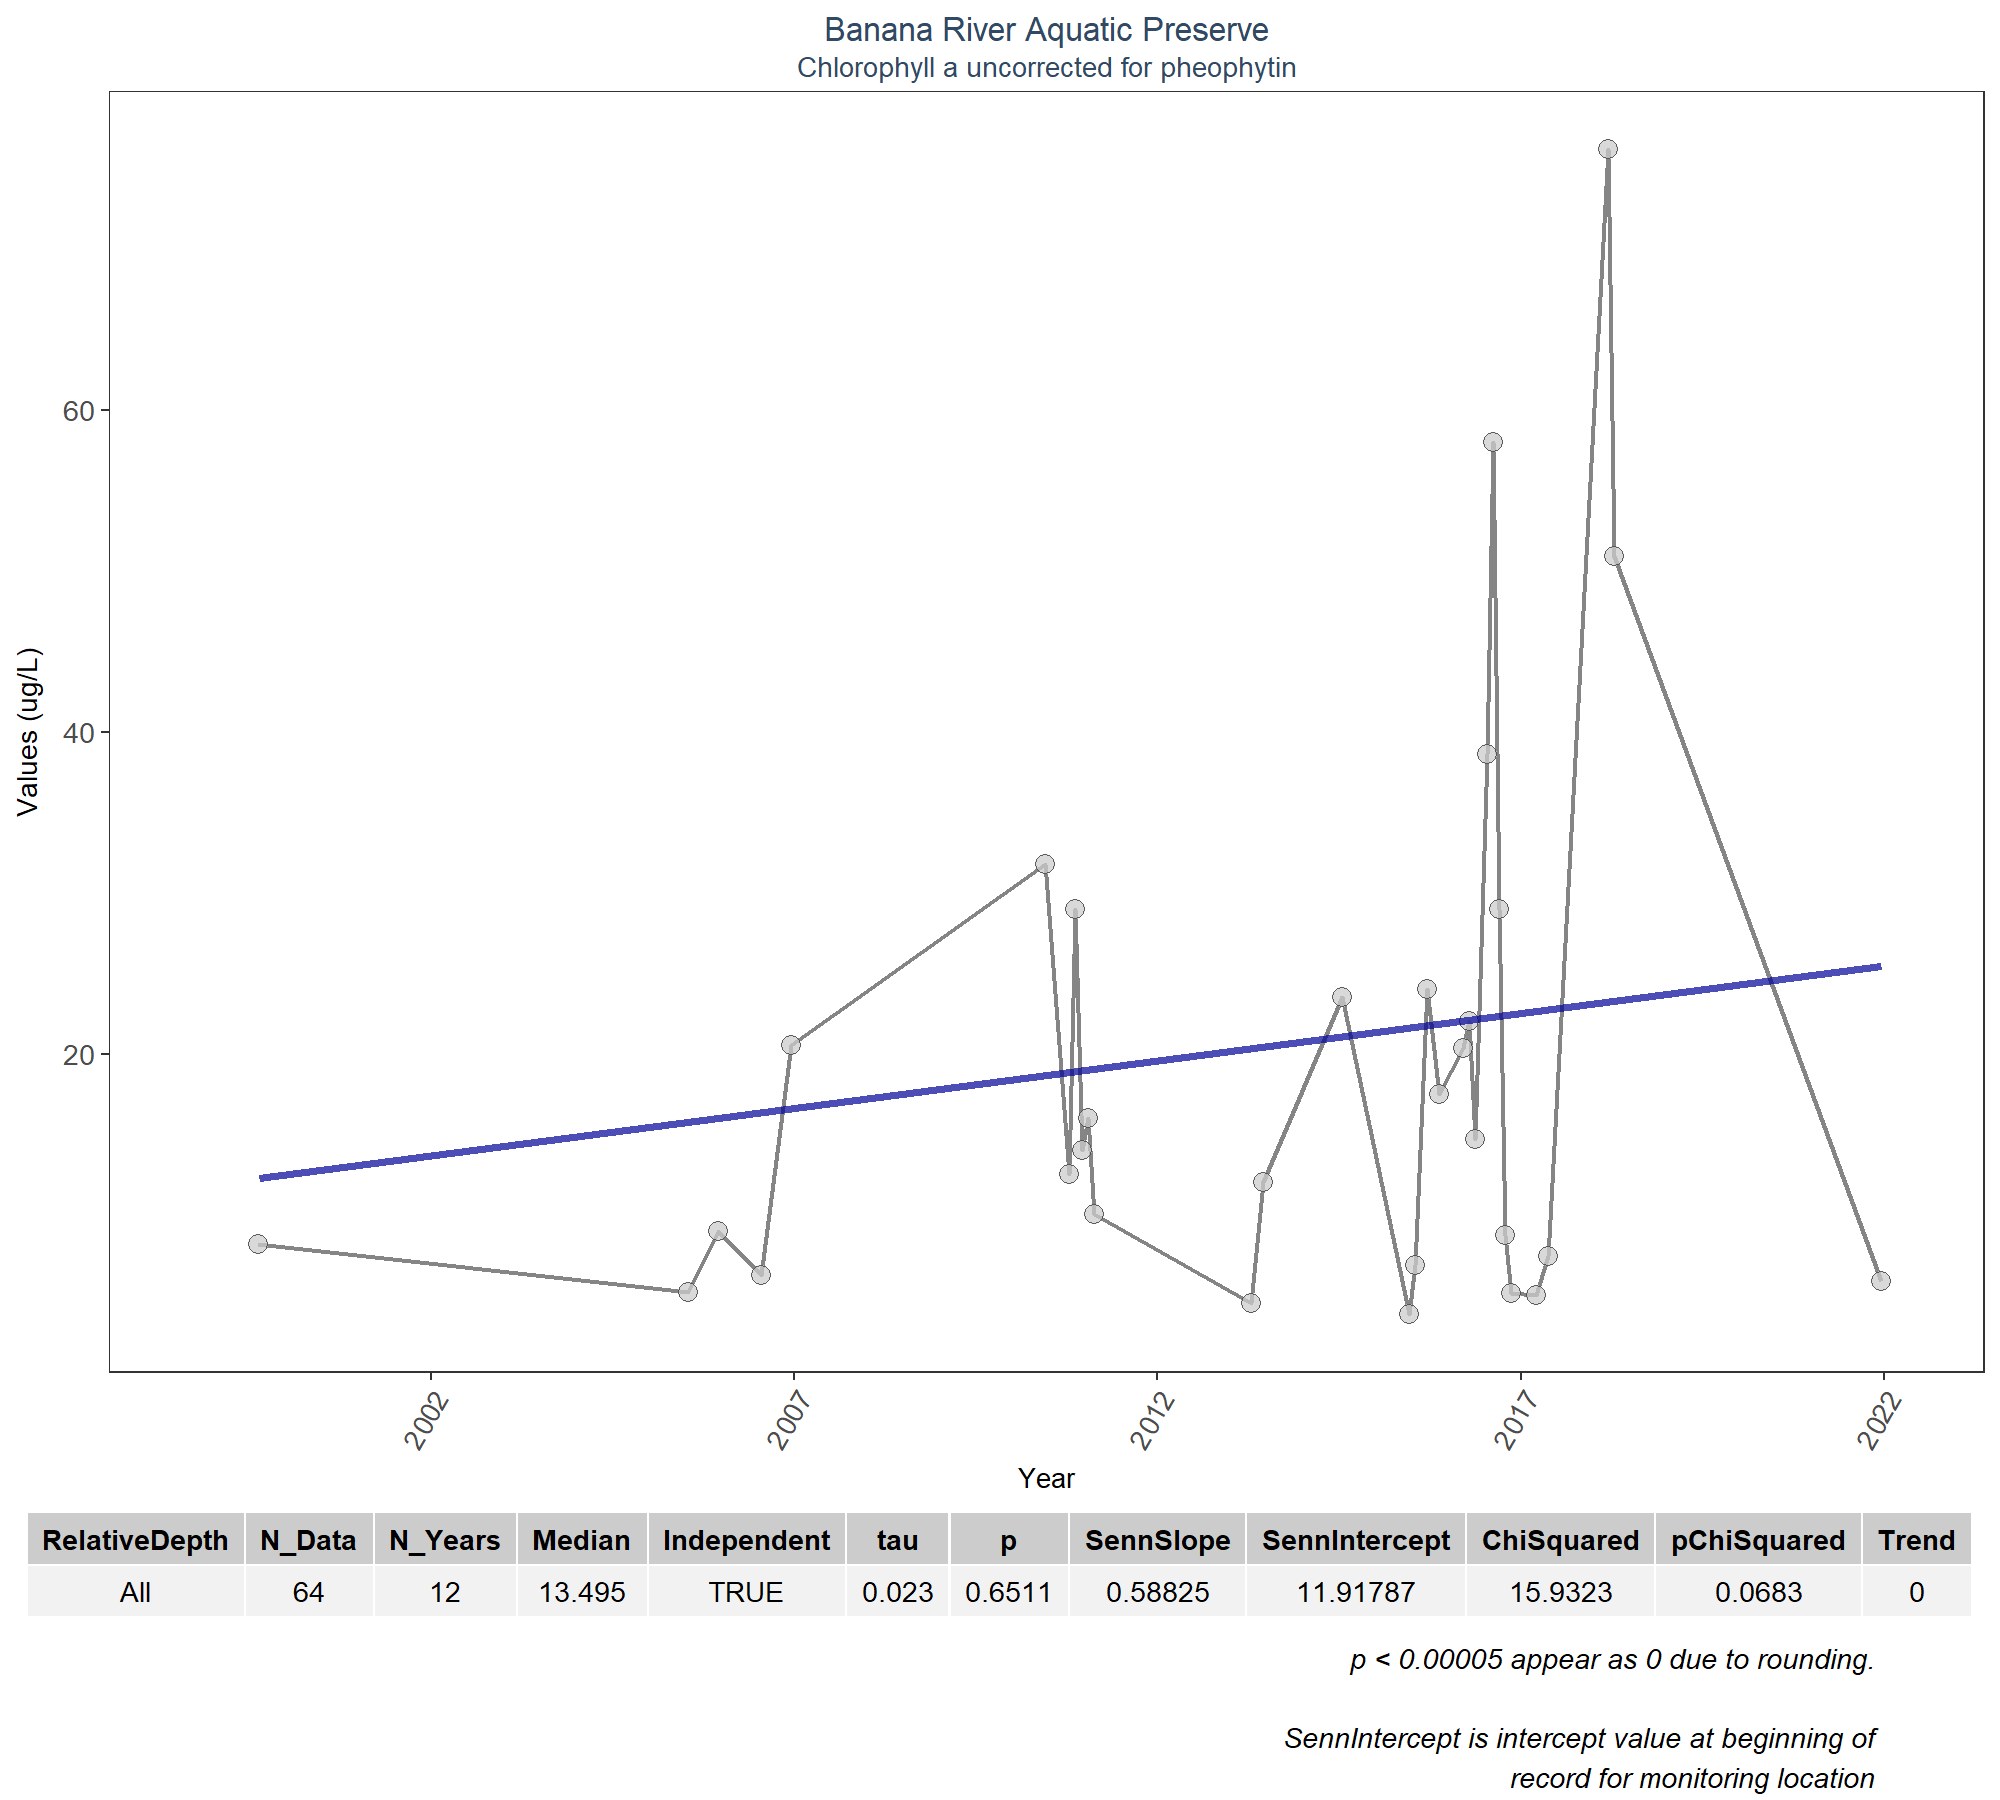 Banana River Aquatic Preserve
Chlorophyll a uncorrected for pheophytin
Values (ug/L)
60
40
20
2002 2007 2012 2017 2022
Year
RelativeDepth N_Data N_Years Median Independent tau p SennSlope SennIntercept ChiSquared pChiSquared Trend
All 64 12 13.495 TRUE 0.023 0.6511 0.58825 11.91787 15.9323 0.0683 0
p < 0.00005 appear as 0 due to rounding.
SennIntercept is intercept value at beginning of
record for monitoring location